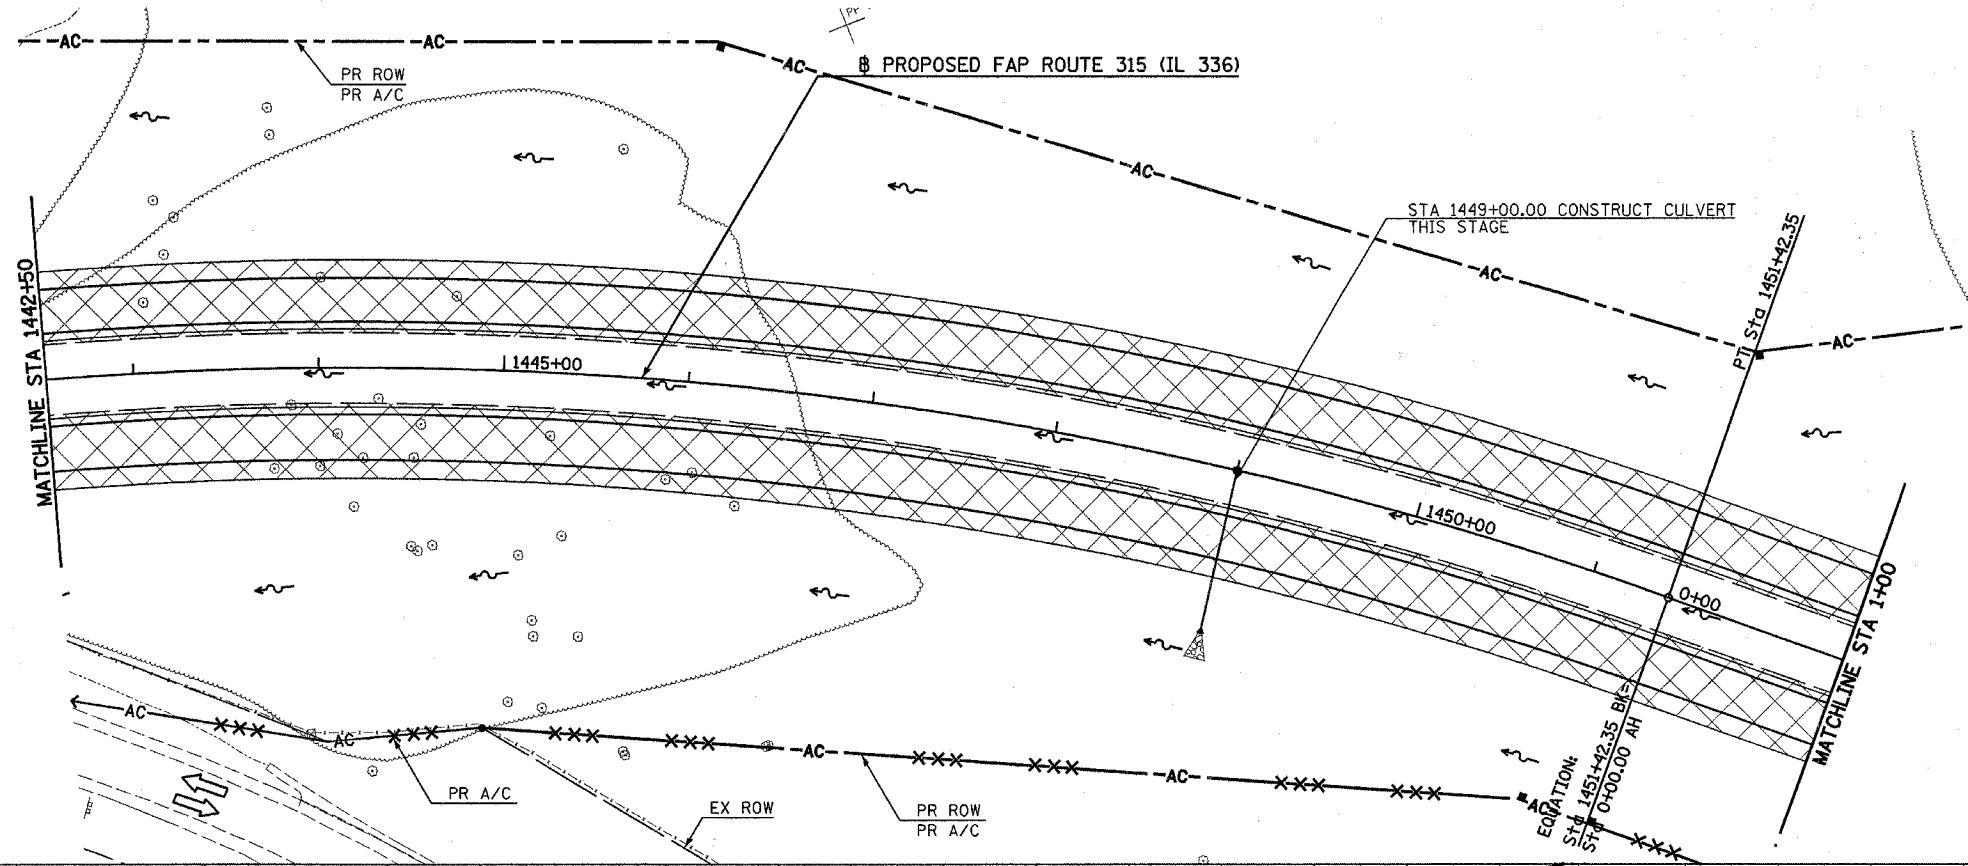 AC
AC
PR ROW
PR A/C
AC
PROPOSED FAP ROUTE 315 (IL 336)
AC
STA 1449+00.00 CONSTRUCT CULVERT
THIS STAGE
AC
PT Sta 1451+42.35
AC
MATCHLINE STA 1442+50
1445+00
1450+00
0+00
MATCHLINE STA 1+00
AC
AC
AC
AC
AC
PR A/C
EX ROW
PR ROW
PR A/C
EQUATION:
Sta 1451+42.35 BK=
Sta 0+00.00 AH